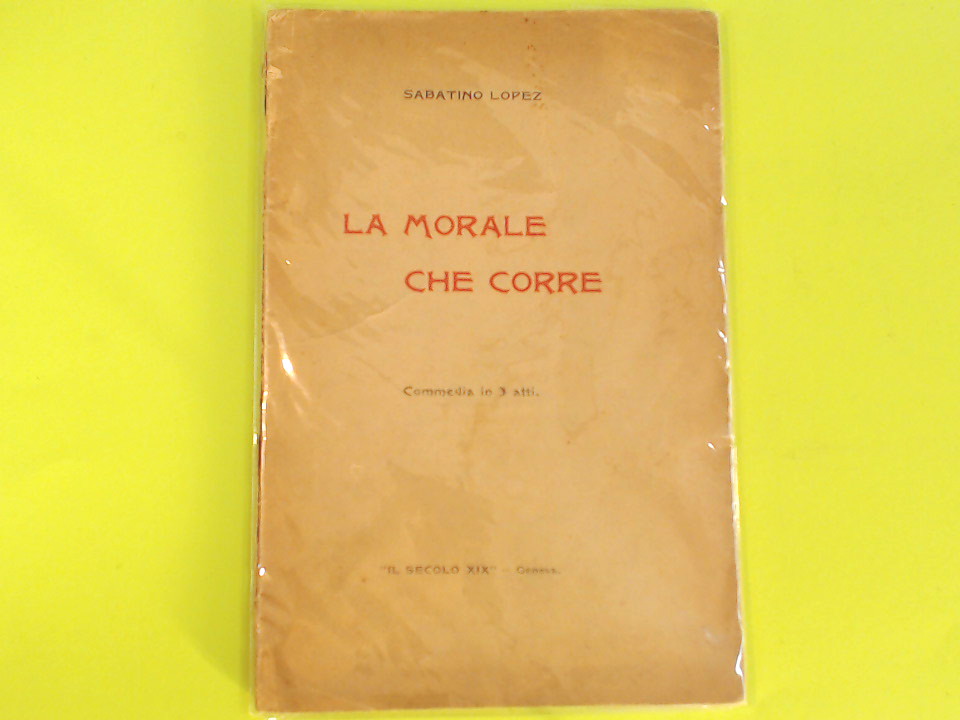 SABATINO LOPEZ
LA MORALE
CHE CORRE
Commedia in 3 atti.
"IL SECOLO XIX" – Genova.